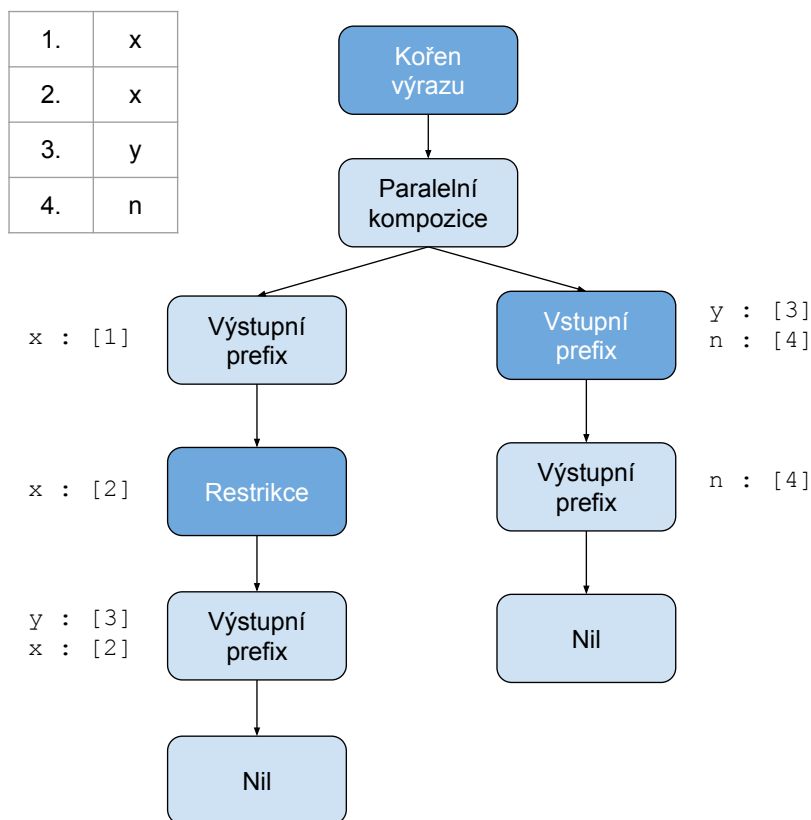 1. x
2. x
3. y
4. n
Kořen
výrazu
Paralelní
kompozice
x : [1]
Výstupní
prefix
Vstupní
prefix
y : [3]
n : [4]
x : [2]
Restrikce
Výstupní
prefix
n : [4]
y : [3]
x : [2]
Výstupní
prefix
Nil
Nil